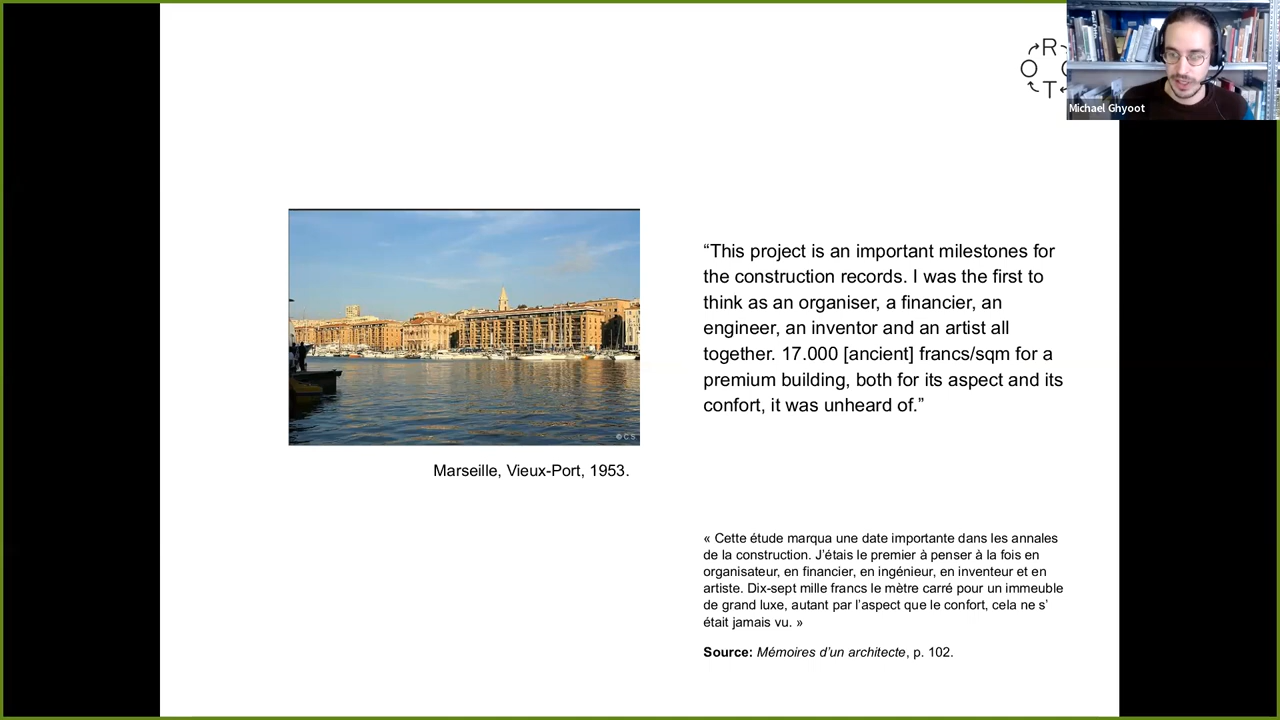 R
O
T
Michael Ghyoot
“This project is an important milestones for
the construction records. I was the first to
think as an organiser, a financier, an
engineer, an inventor and an artist all
together. 17.000 [ancient] francs/sqm for a
premium building, both for its aspect and its
confort, it was unheard of.”
© C S
Marseille, Vieux-Port, 1953.
« Cette étude marqua une date importante dans les annales
de la construction. J’étais le premier à penser à la fois en
organisateur, en financier, en ingénieur, en inventeur et en
artiste. Dix-sept mille francs le mètre carré pour un immeuble
de grand luxe, autant par l’aspect que le confort, cela ne s’
était jamais vu. »
Source: Mémoires d’un architecte, p. 102.